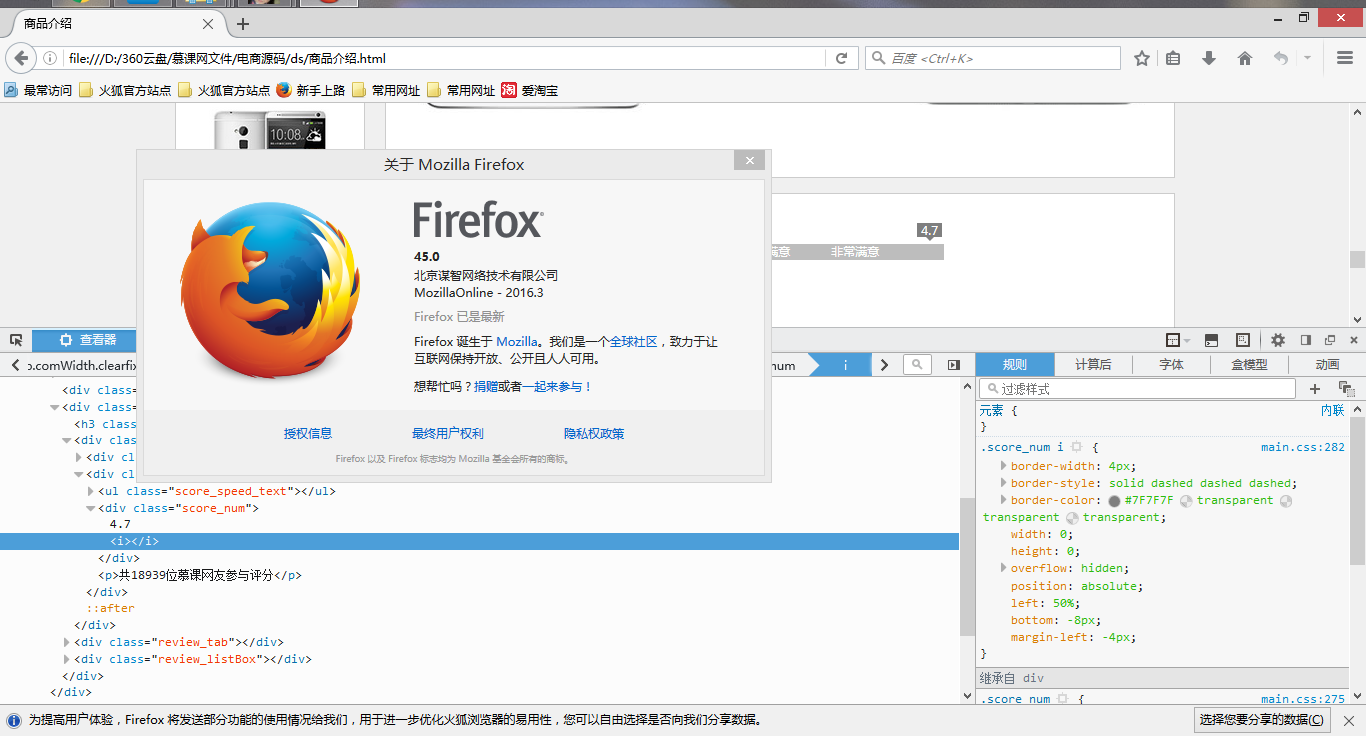 商品介绍
file:///D:/360云盘/慕课网文件/电商源码/ds/商品介绍.html
百度 <Ctrl+K>
最常访问 火狐官方站点 火狐官方站点 新手上路 常用网址 常用网址 淘 爱淘宝
10:08
关于 Mozilla Firefox
Firefox
45.0
北京谋智网络技术有限公司
MozillaOnline - 2016.3
Firefox 已是最新
Firefox 诞生于 Mozilla。我们是一个全球社区，致力于让
互联网保持开放、公开且人人可用。
想帮忙吗？捐赠或者一起来参与！
授权信息 最终用户权利 隐私权政策
Firefox 以及 Firefox 标志均为 Mozilla 基金会所有的商标。
4.7
满意 非常满意
查看器
o.comWidth.clearfix
num
i
规则 计算后 字体 盒模型 动画
过滤样式
<div clas
<div clas
<h3 clas
<div clas
<div cl
<div cl
<ul class="score_speed_text"></ul>
<div class="score_num">
4.7
<i></i>
</div>
<p>共18939位慕课网友参与评分</p>
</div>
::after
</div>
<div class="review_tab"></div>
<div class="review_listBox"></div>
</div>
</div>
元素 { 内联
}
.score_num i { main.css:282
border-width: 4px;
border-style: solid dashed dashed dashed;
border-color: #7F7F7F transparent
transparent transparent;
width: 0;
height: 0;
overflow: hidden;
position: absolute;
left: 50%;
bottom: -8px;
margin-left: -4px;
}
继承自 div
.score_num { main.css:275
为提高用户体验，Firefox 将发送部分功能的使用情况给我们，用于进一步优化火狐浏览器的易用性，您可以自由选择是否向我们分享数据。
选择您要分享的数据(C)